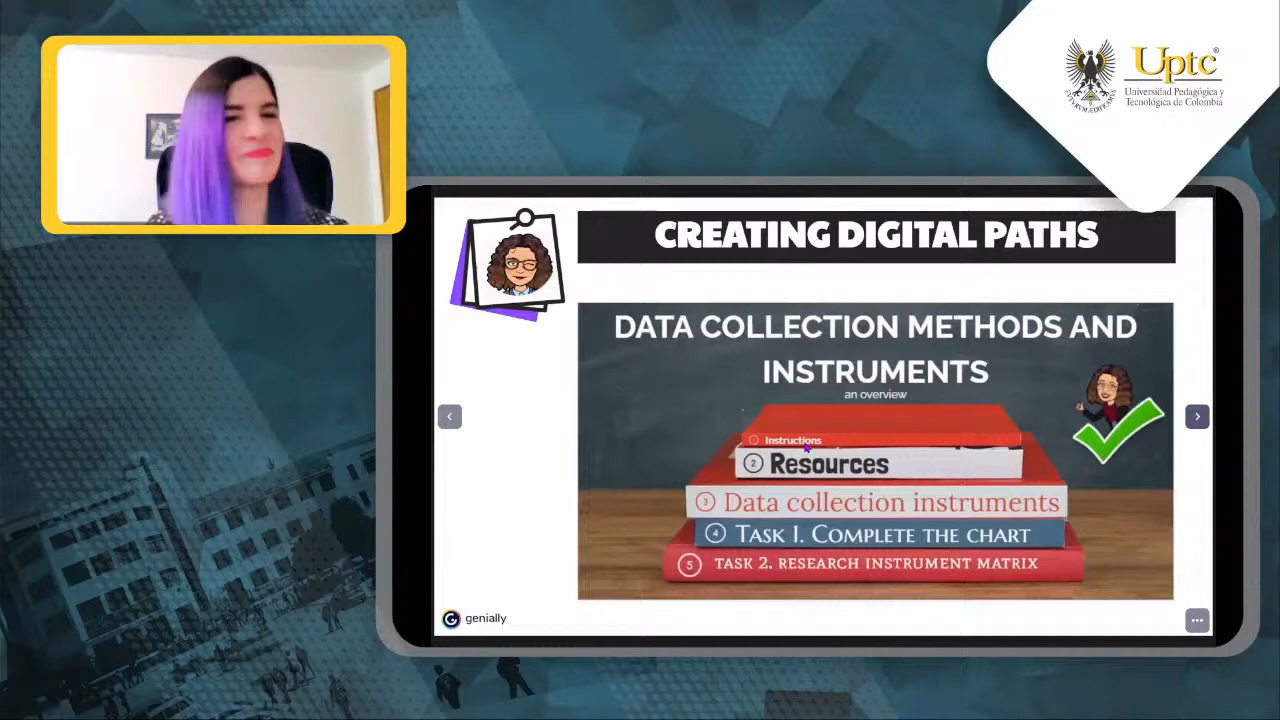 Uptc
Universidad Pedagógica y
Tecnológica de Colombia
CREATING DIGITAL PATHS
DATA COLLECTION METHODS AND
INSTRUMENTS
an overview
1 Instructions
2 Resources
3 Data collection instruments
4 Task 1. Complete the chart
5 TASK 2. RESEARCH INSTRUMENT MATRIX
genially